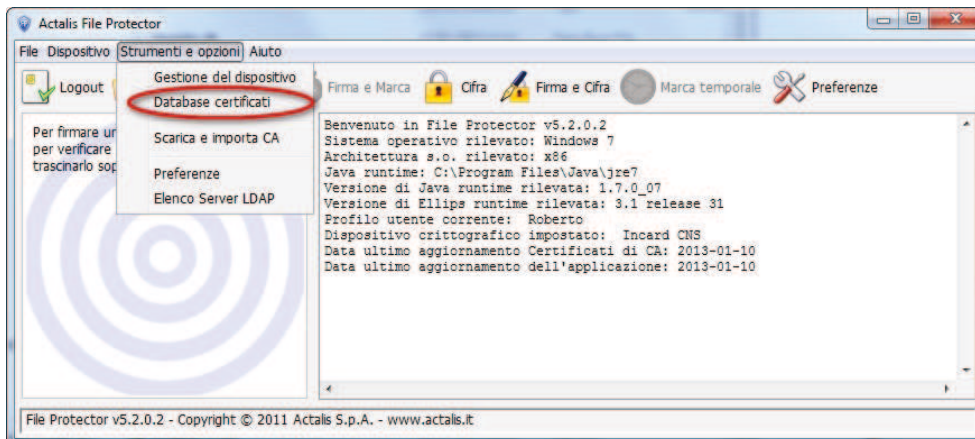 Actalis File Protector
File Dispositivo Strumenti e opzioni Aiuto
Logout
Firma e Marca
Cifra
Firma e Cifra
Marca temporale
Preferenze
Gestione del dispositivo
Database certificati
Scarica e importa CA
Preferenze
Elenco Server LDAP
Per firmare un
per verificare
trascinarlo sop
Benvenuto in File Protector v5.2.0.2
Sistema operativo rilevato: Windows 7
Architettura s.o. rilevato: x86
Java runtime: C:\Program Files\Java\jre7
Versione di Java runtime rilevata: 1.7.0_07
Versione di Ellips runtime rilevata: 3.1 release 31
Profilo utente corrente: Roberto
Dispositivo crittografico impostato: Incard CNS
Data ultimo aggiornamento Certificati di CA: 2013-01-10
Data ultimo aggiornamento dell'applicazione: 2013-01-10
File Protector v5.2.0.2 - Copyright © 2011 Actalis S.p.A. - www.actalis.it